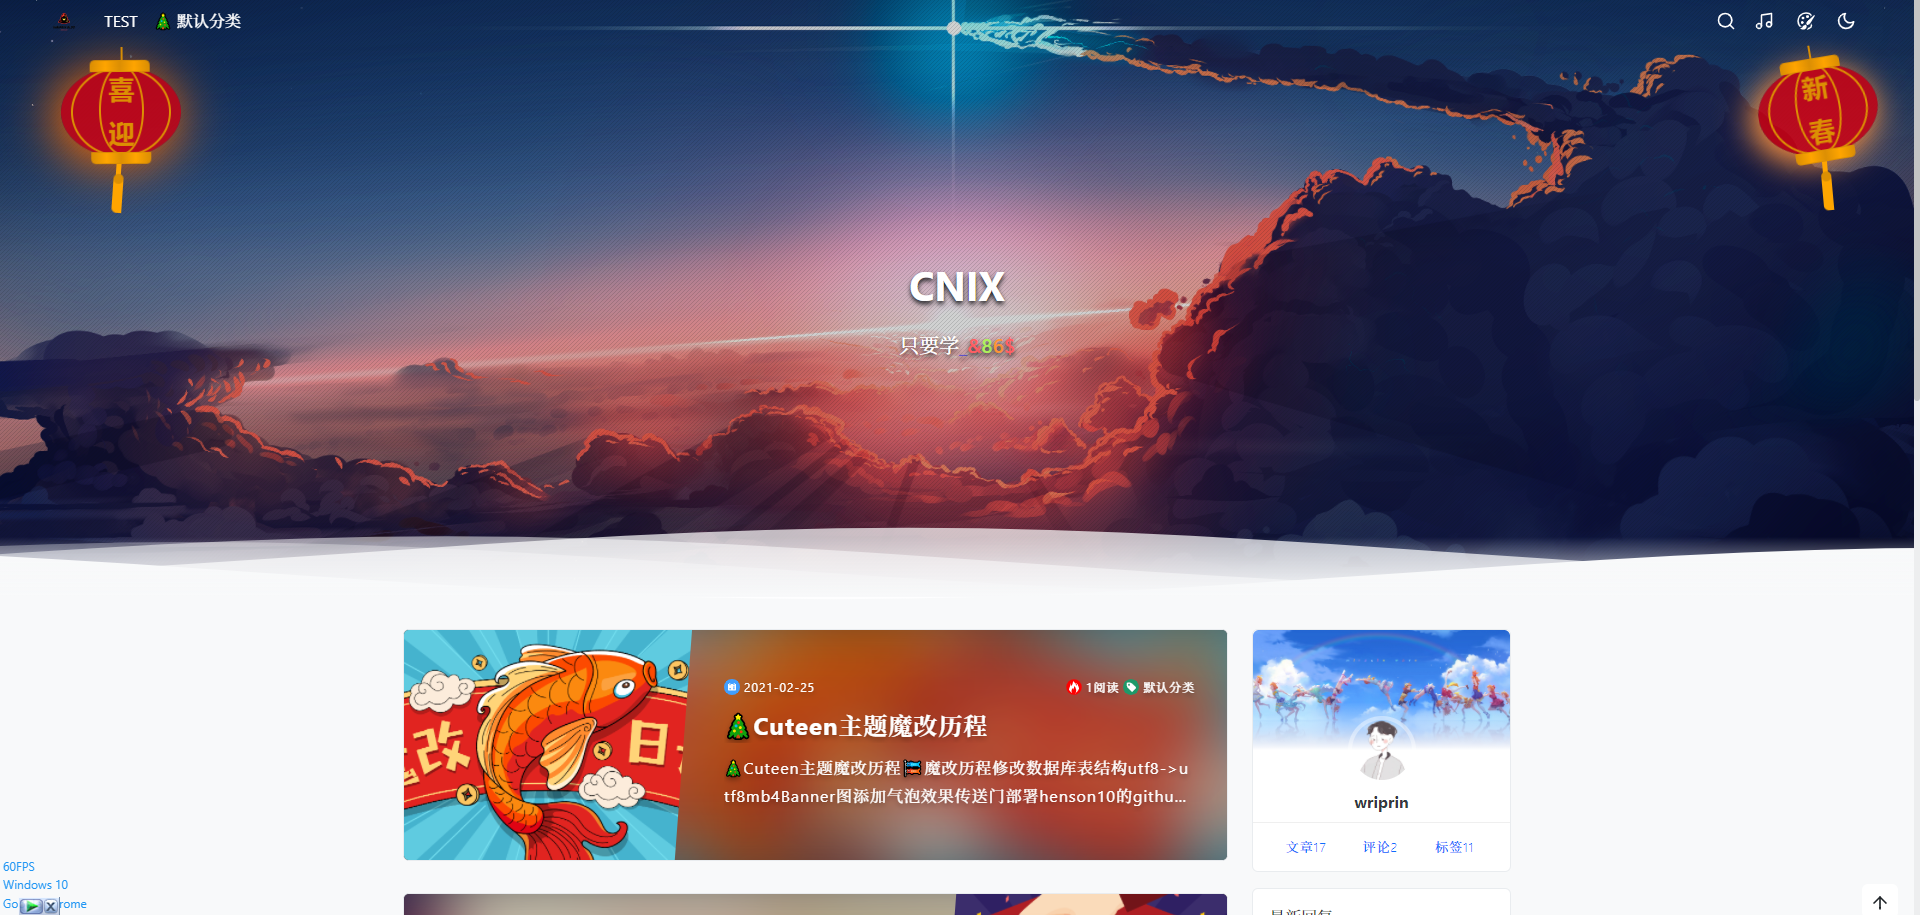 TEST
🎄 默认分类
喜迎
新春
CNIX
只要学_&86$
2021-02-25
1阅读
默认分类
🎄Cuteen主题魔改历程
🎄Cuteen主题魔改历程🚟魔改历程修改数据库表结构utf8->u
tf8mb4Banner图添加气泡效果传送门部署henson10的githu...
改
日
wriprin
文章17
评论2
标签11
最新回复
60FPS
Windows 10
Go
rome